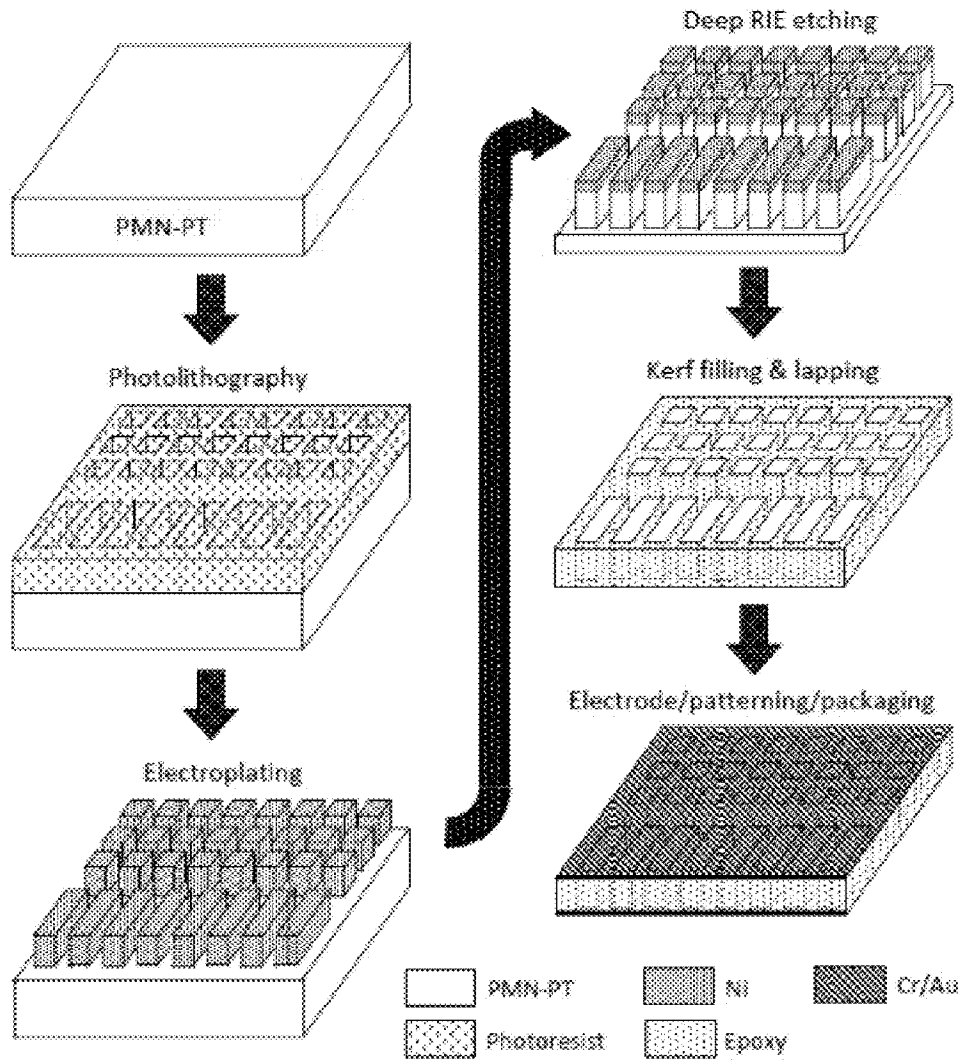 PMN-PT
Photolithography
Electroplating
Deep RIE etching
Kerf filling & lapping
Electrode/patterning/packaging
PMN-PT
Ni
Cr/Au
Photoresist
Epoxy